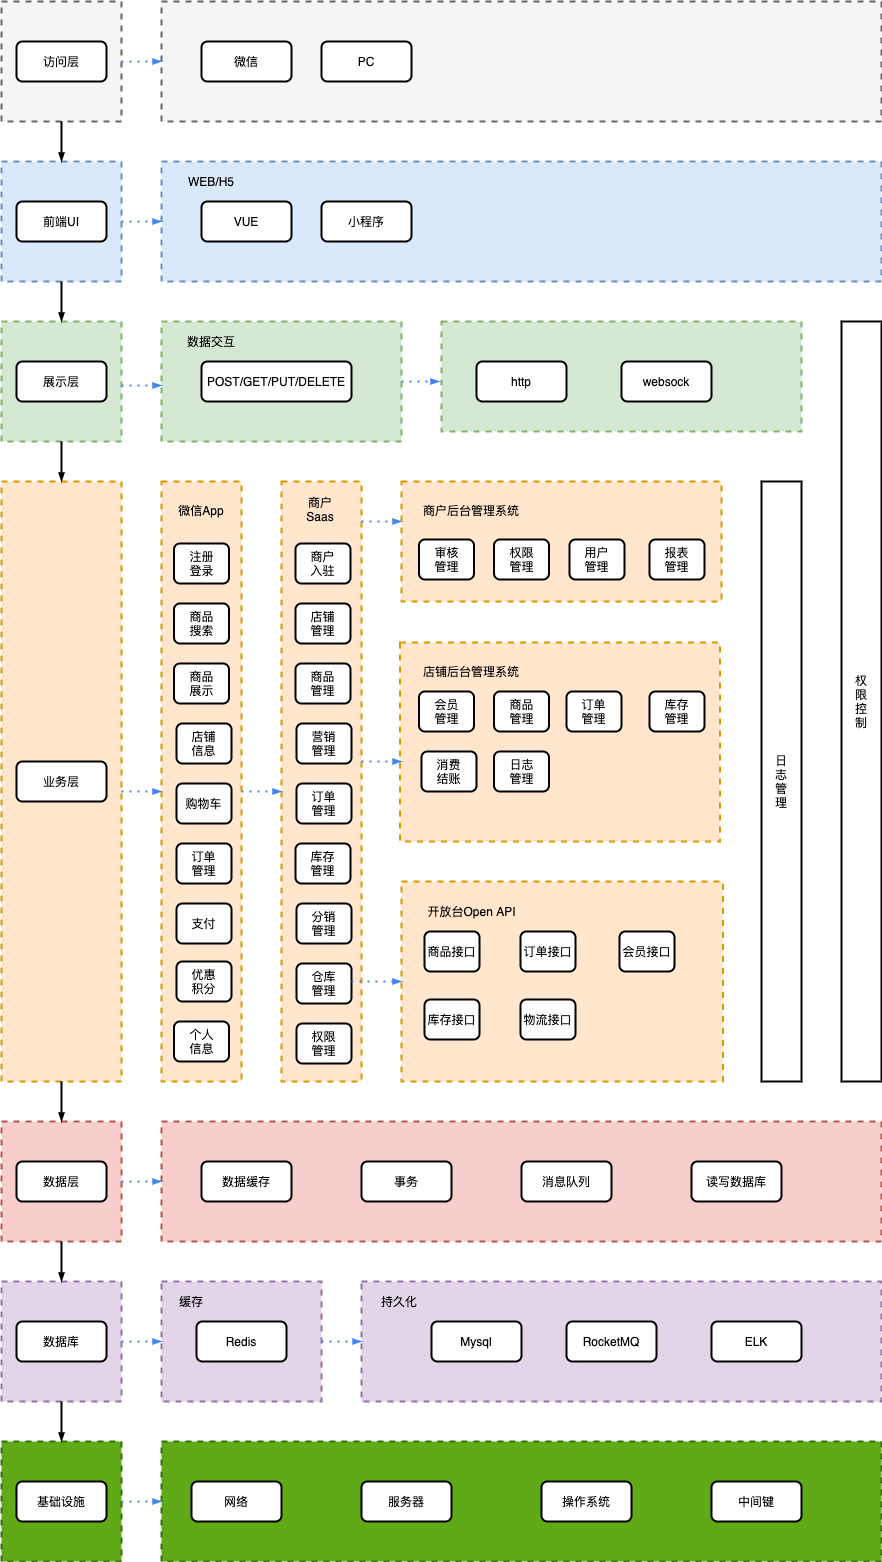 访问层
微信
PC
WEB/H5
前端UI
VUE
小程序
数据交互
展示层
POST/GET/PUT/DELETE
http
websock
业务层
微信App
注册
登录
商品
搜索
商品
展示
店铺
信息
购物车
订单
管理
支付
优惠
积分
个人
信息
商户
Saas
商户
入驻
店铺
管理
商品
管理
营销
管理
订单
管理
库存
管理
分销
管理
仓库
管理
权限
管理
商户后台管理系统
审核
管理
权限
管理
用户
管理
报表
管理
店铺后台管理系统
会员
管理
商品
管理
订单
管理
库存
管理
消费
结账
日志
管理
开放台Open API
商品接口
订单接口
会员接口
库存接口
物流接口
日志管理
权限控制
数据层
数据缓存
事务
消息队列
读写数据库
缓存
持久化
数据库
Redis
Mysql
RocketMQ
ELK
基础设施
网络
服务器
操作系统
中间键